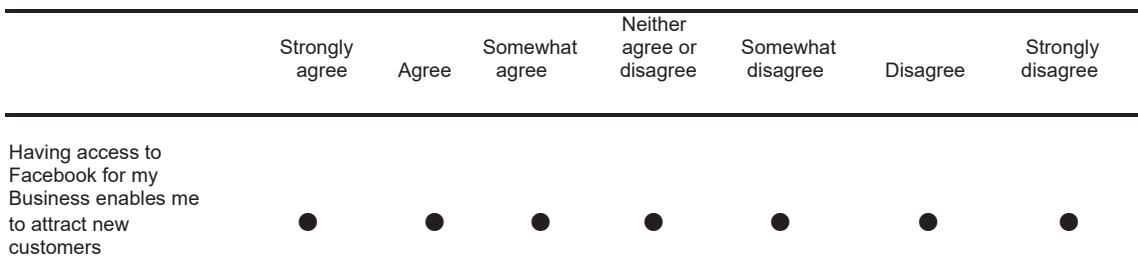 Strongly agree
Agree
Somewhat agree
Neither agree or disagree
Somewhat disagree
Disagree
Strongly disagree
Having access to
Facebook for my
Business enables me
to attract new
customers